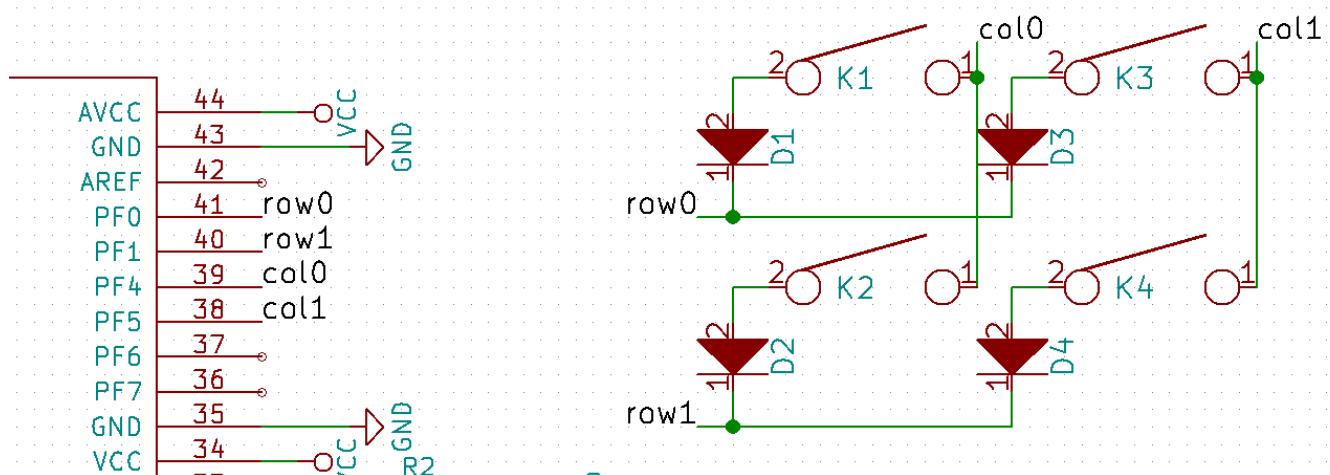 AVCC 44 VCC
GND 43 GND
AREF 42
PF0 41 row0
PF1 40 row1
PF4 39 col0
PF5 38 col1
PF6 37
PF7 36
GND 35 GND
VCC 34 VCC
R2
col0 col1
2 K1 1 2 K3 1
2 D1 1 2 D3 1
row0
2 K2 1 2 K4 1
2 D2 1 2 D4 1
row1